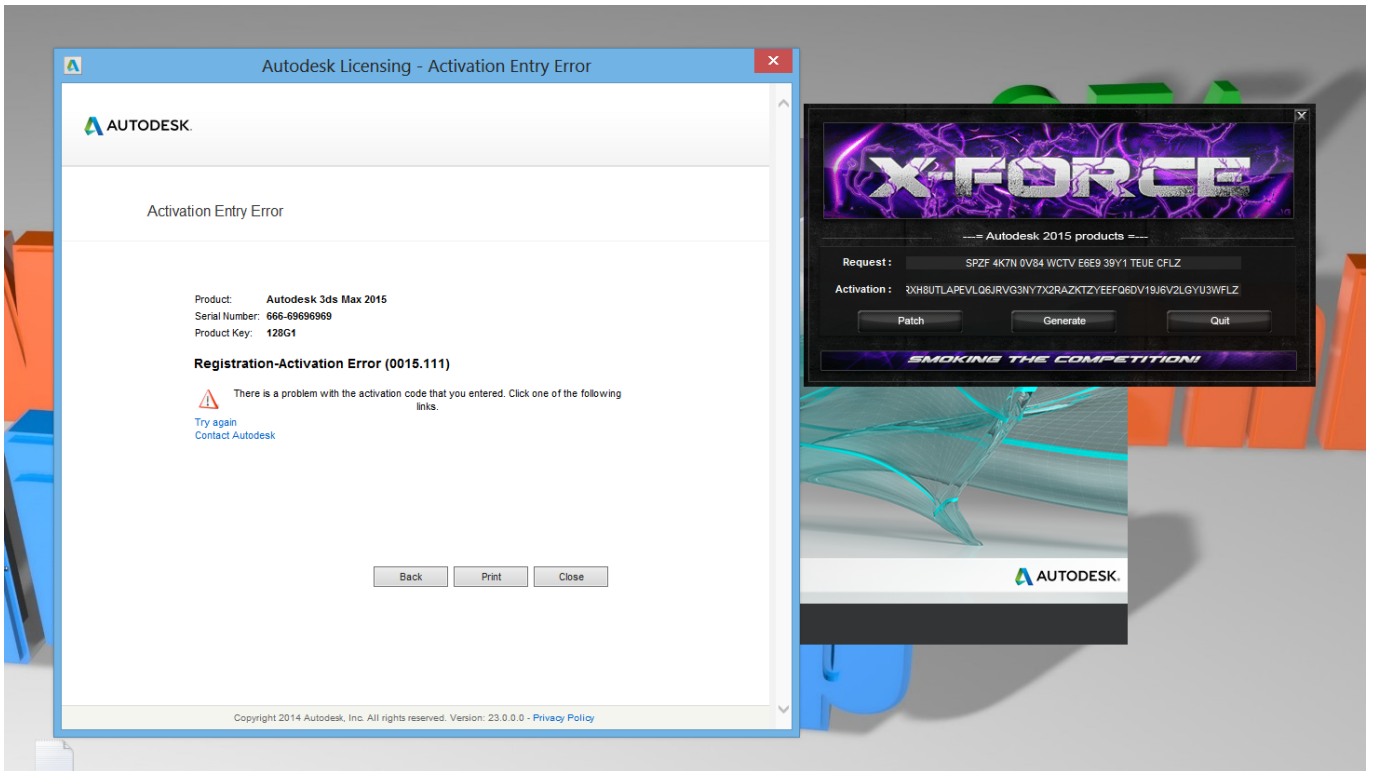 Autodesk Licensing - Activation Entry Error
AUTODESK.
Activation Entry Error
Product: Autodesk 3ds Max 2015
Serial Number: 666-69696969
Product Key: 128G1
Registration-Activation Error (0015.111)
There is a problem with the activation code that you entered. Click one of the following
links.
Try again
Contact Autodesk
Back Print Close
Copyright 2014 Autodesk, Inc. All rights reserved. Version: 23.0.0.0 - Privacy Policy
X-FORCE
---= Autodesk 2015 products =---
Request : SPZF 4K7N 0V84 WCTV E6E9 39Y1 TEUE CFLZ
Activation : RXH8UTLAPEVLQ6JRVG3NY7X2RAZKTZYEEFQ6DV19J6V2LGYU3WFLZ
Patch Generate Quit
SMOKING THE COMPETITION!
AUTODESK.